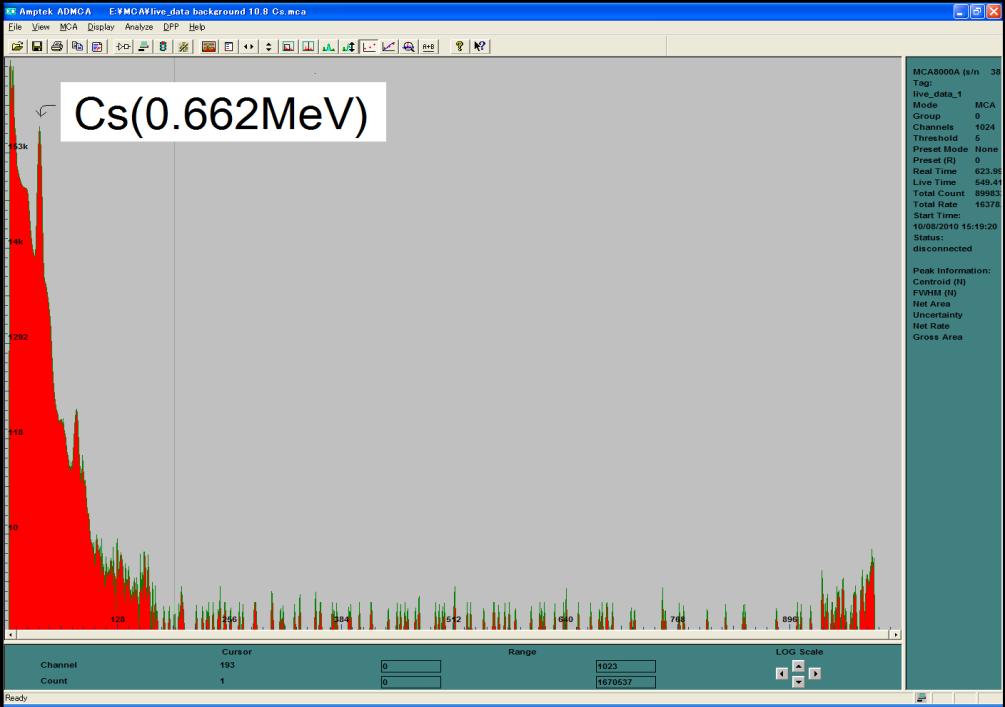 Amptek ADMCA E:¥MCA¥live_data background 10.8 Cs.mca
File View MCA Display Analyze DPP Help
Cs(0.662MeV)
153k
14k
1202
118
10
128 256 384 512 640 768 896
MCA8000A (s/n 38
Tag:
live_data_1
Mode MCA
Group 0
Channels 1024
Threshold 5
Preset Mode None
Preset (R) 0
Real Time 623.99
Live Time 549.41
Total Count 89983
Total Rate 16378
Start Time:
10/08/2010 15:19:20
Status:
disconnected
Peak Information:
Centroid (N)
FWHM (N)
Net Area
Uncertainty
Net Rate
Gross Area
Cursor Range LOG Scale
Channel 193 0 1023
Count 1 0 1670537
Ready